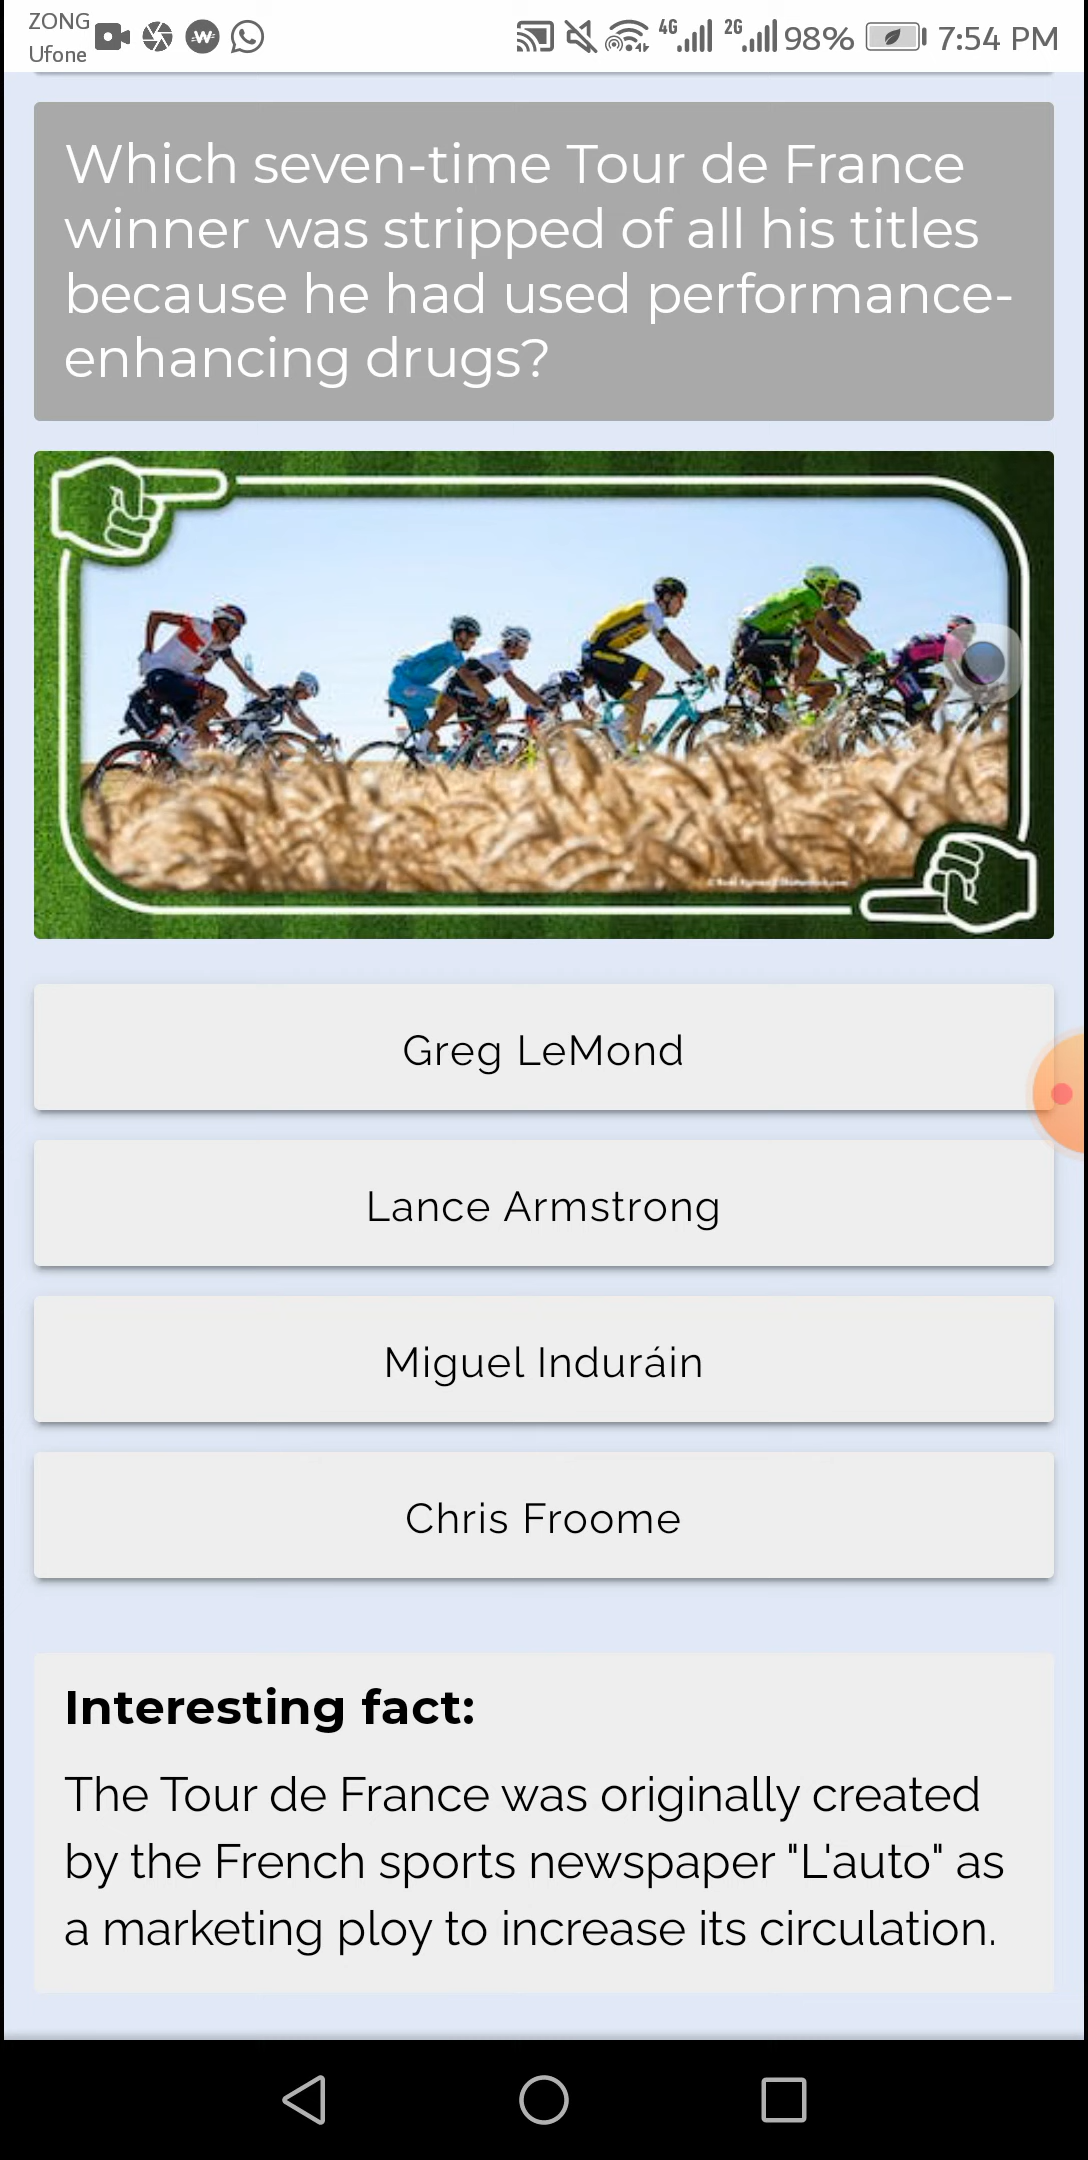 ZONG
Ufone
4G 2G 98% 7:54 PM
Which seven-time Tour de France
winner was stripped of all his titles
because he had used performance-
enhancing drugs?
Greg LeMond
Lance Armstrong
Miguel Induráin
Chris Froome
Interesting fact:
The Tour de France was originally created
by the French sports newspaper "L'auto" as
a marketing ploy to increase its circulation.